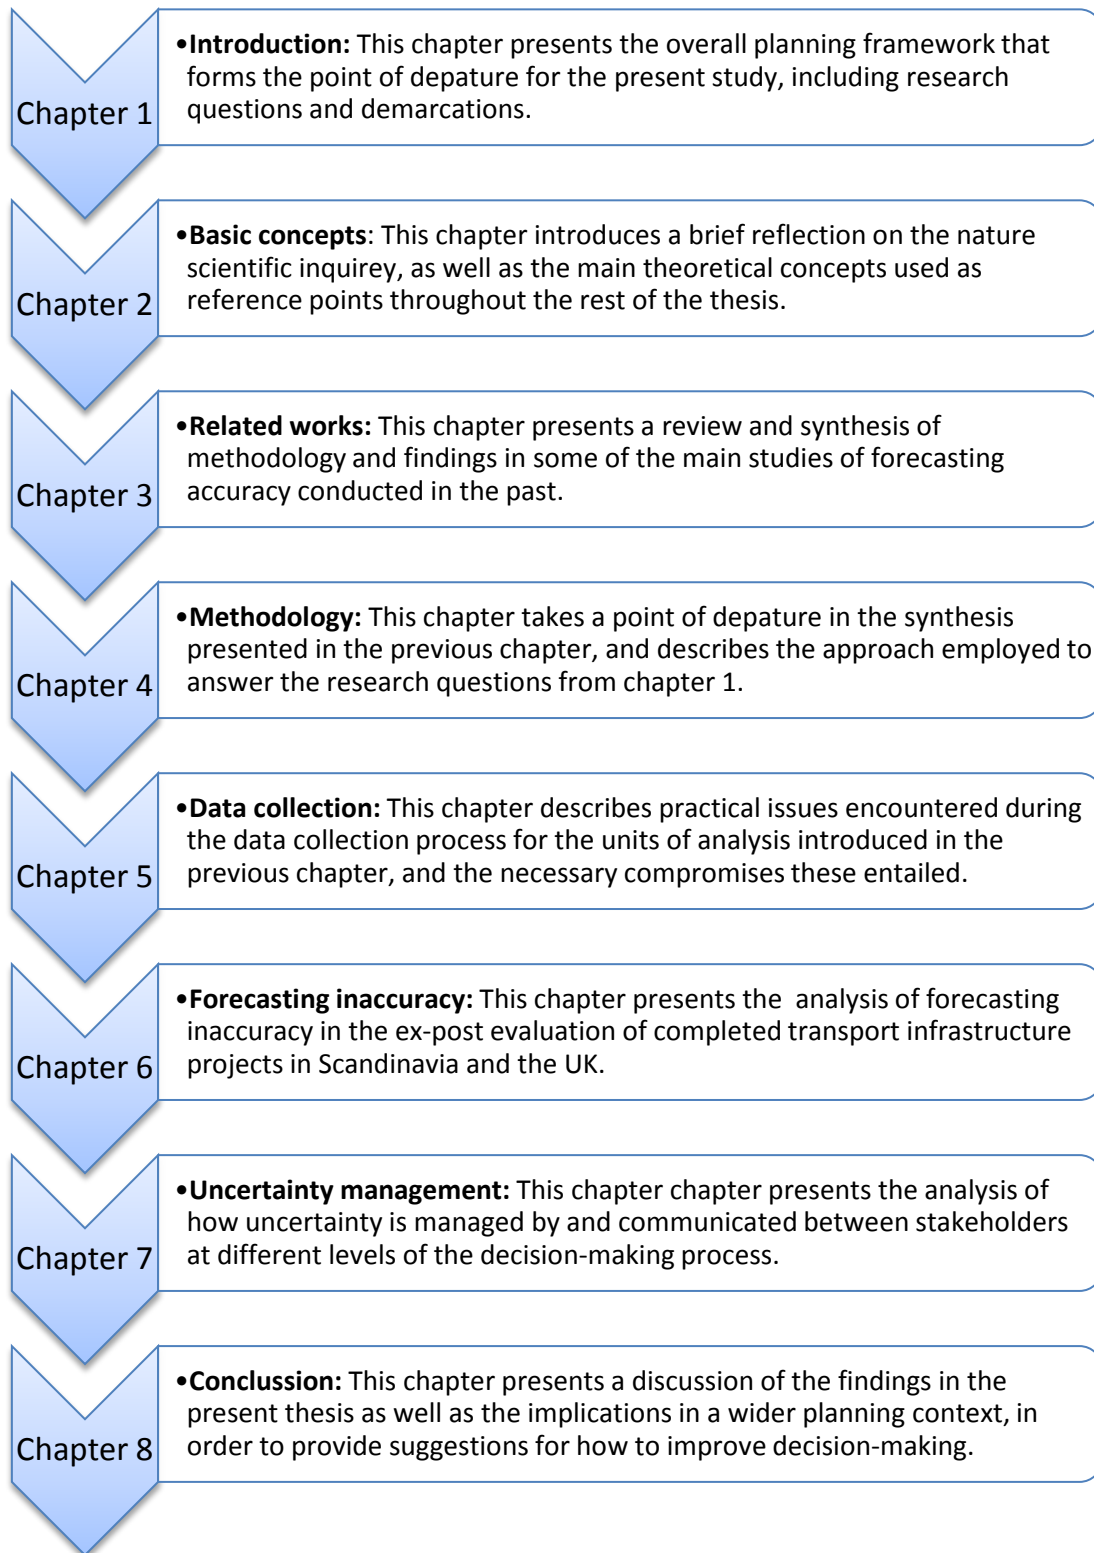 Chapter 1
•Introduction: This chapter presents the overall planning framework that
forms the point of depature for the present study, including research
questions and demarcations.
Chapter 2
•Basic concepts: This chapter introduces a brief reflection on the nature
scientific inquirey, as well as the main theoretical concepts used as
reference points throughout the rest of the thesis.
Chapter 3
•Related works: This chapter presents a review and synthesis of
methodology and findings in some of the main studies of forecasting
accuracy conducted in the past.
Chapter 4
•Methodology: This chapter takes a point of depature in the synthesis
presented in the previous chapter, and describes the approach employed to
answer the research questions from chapter 1.
Chapter 5
•Data collection: This chapter describes practical issues encountered during
the data collection process for the units of analysis introduced in the
previous chapter, and the necessary compromises these entailed.
Chapter 6
•Forecasting inaccuracy: This chapter presents the  analysis of forecasting
inaccuracy in the ex-post evaluation of completed transport infrastructure
projects in Scandinavia and the UK.
Chapter 7
•Uncertainty management: This chapter chapter presents the analysis of
how uncertainty is managed by and communicated between stakeholders
at different levels of the decision-making process.
Chapter 8
•Conclussion: This chapter presents a discussion of the findings in the
present thesis as well as the implications in a wider planning context, in
order to provide suggestions for how to improve decision-making.